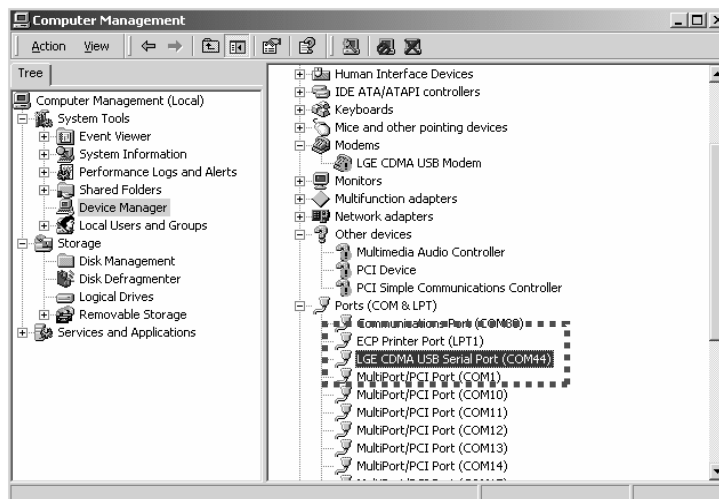 Computer Management
Action View
Tree
Computer Management (Local)
System Tools
Event Viewer
System Information
Performance Logs and Alerts
Shared Folders
Device Manager
Local Users and Groups
Storage
Disk Management
Disk Defragmenter
Logical Drives
Removable Storage
Services and Applications
Human Interface Devices
IDE ATA/ATAPI controllers
Keyboards
Mice and other pointing devices
Modems
LGE CDMA USB Modem
Monitors
Multifunction adapters
Network adapters
Other devices
Multimedia Audio Controller
PCI Device
PCI Simple Communications Controller
Ports (COM & LPT)
Communications Port
ECP Printer Port (LPT1)
LGE CDMA USB Serial Port (COM44)
MultiPort/PCI Port (COM1)
MultiPort/PCI Port (COM10)
MultiPort/PCI Port (COM11)
MultiPort/PCI Port (COM12)
MultiPort/PCI Port (COM13)
MultiPort/PCI Port (COM14)